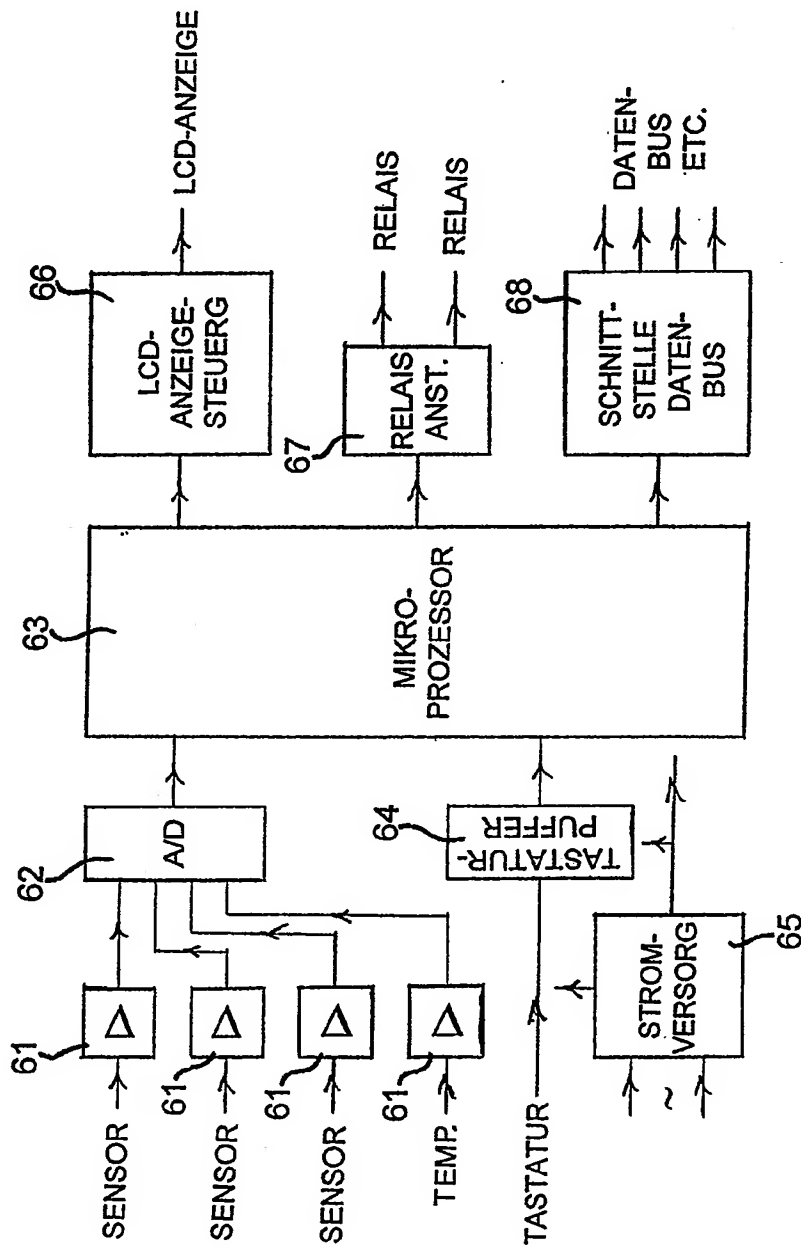 SENSOR
61
SENSOR
61
SENSOR
61
TEMP.
61
TASTATUR
~
Δ
Δ
Δ
Δ
STROM-
VERSORG
65
62
A/D
64
TASTATUR-
PUFFER
63
MIKRO-
PROZESSOR
66
LCD-
ANZEIGE-
STEUERG
LCD-ANZEIGE
67
RELAIS
ANST.
RELAIS
RELAIS
68
SCHNITT-
STELLE
DATEN-
BUS
DATEN-
BUS
ETC.